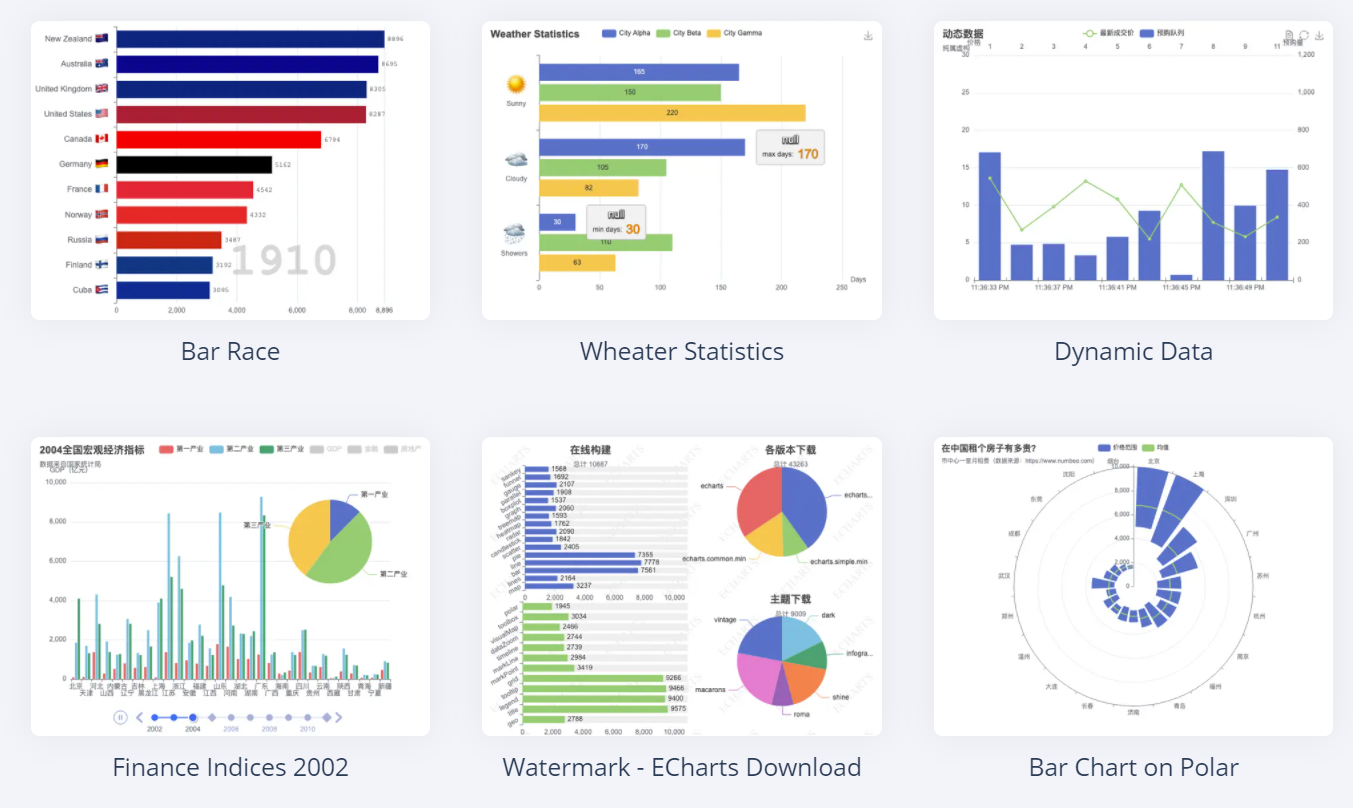 New Zealand
8896
Australia
8695
United Kingdom
8305
United States
8287
Canada
6794
Germany
5162
France
4542
Norway
4332
Russia
3487
Finland
3192
Cuba
3095
1910
0 2,000 4,000 6,000 8,000 8,896
Bar Race
Weather Statistics
City Alpha City Beta City Gamma
165
150
220
Sunny
170
105
82
Cloudy
null
max days: 170
30
110
63
Showers
null
min days: 30
Days
0 50 100 150 200 250
Wheater Statistics
动态数据
最新成交价 预购队列
价格
预购量
1 2 3 4 5 6 7 8 9 10 11
30 1,200
25 1,000
20 800
15 600
10 400
5 200
0 0
11:36:33 PM 11:36:37 PM 11:36:41 PM 11:36:45 PM 11:36:49 PM
Dynamic Data
2004全国宏观经济指标
第一产业 第二产业 第三产业 GDP 金融 房地产
数据来自国家统计局
GDP (亿元)
10,000
8,000
6,000
4,000
2,000
0
第一产业
第三产业
第二产业
北京 河北 内蒙古 吉林 上海 浙江 福建 山东 湖北 广东 海南 四川 云南 陕西 青海 新疆
天津 山西 辽宁 黑龙江 江苏 安徽 江西 河南 湖南 广西 重庆 贵州 西藏 甘肃 宁夏
2002 2004 2006 2008 2010
Finance Indices 2002
在线构建
总计 10887
sankey 1568
funnel 1692
gauge 2107
parallel 1908
boxplot 1537
graph 2060
treemap 1593
heatmap 1762
radar 2090
candlestick 1842
scatter 2405
pie 7355
line 7778
bar 7561
lines 2164
map 3237
0 2,000 4,000 6,000 8,000 10,000
polar 1945
toolbox 3034
visualMap 2466
dataZoom 2744
timeline 2739
markLine 2984
markPoint 3419
grid 9266
tooltip 9466
legend 9400
title 9575
geo 2788
0 2,000 4,000 6,000 8,000 10,000
各版本下载
总计 43263
echarts
echarts...
echarts.common.min
echarts.simple.min
主题下载
总计 9009
vintage
dark
infogra...
macarons
shine
roma
ECHARTS
Watermark - ECharts Download
在中国租个房子有多贵?
价格范围 均值
市中心一室月租费 (数据来源: https://www.numbeo.com)
10,000
8,000
6,000
4,000
2,000
0
北京
上海
深圳
广州
苏州
杭州
南京
福州
青岛
济南
长春
大连
温州
郑州
武汉
成都
东莞
沈阳
烟台
Bar Chart on Polar